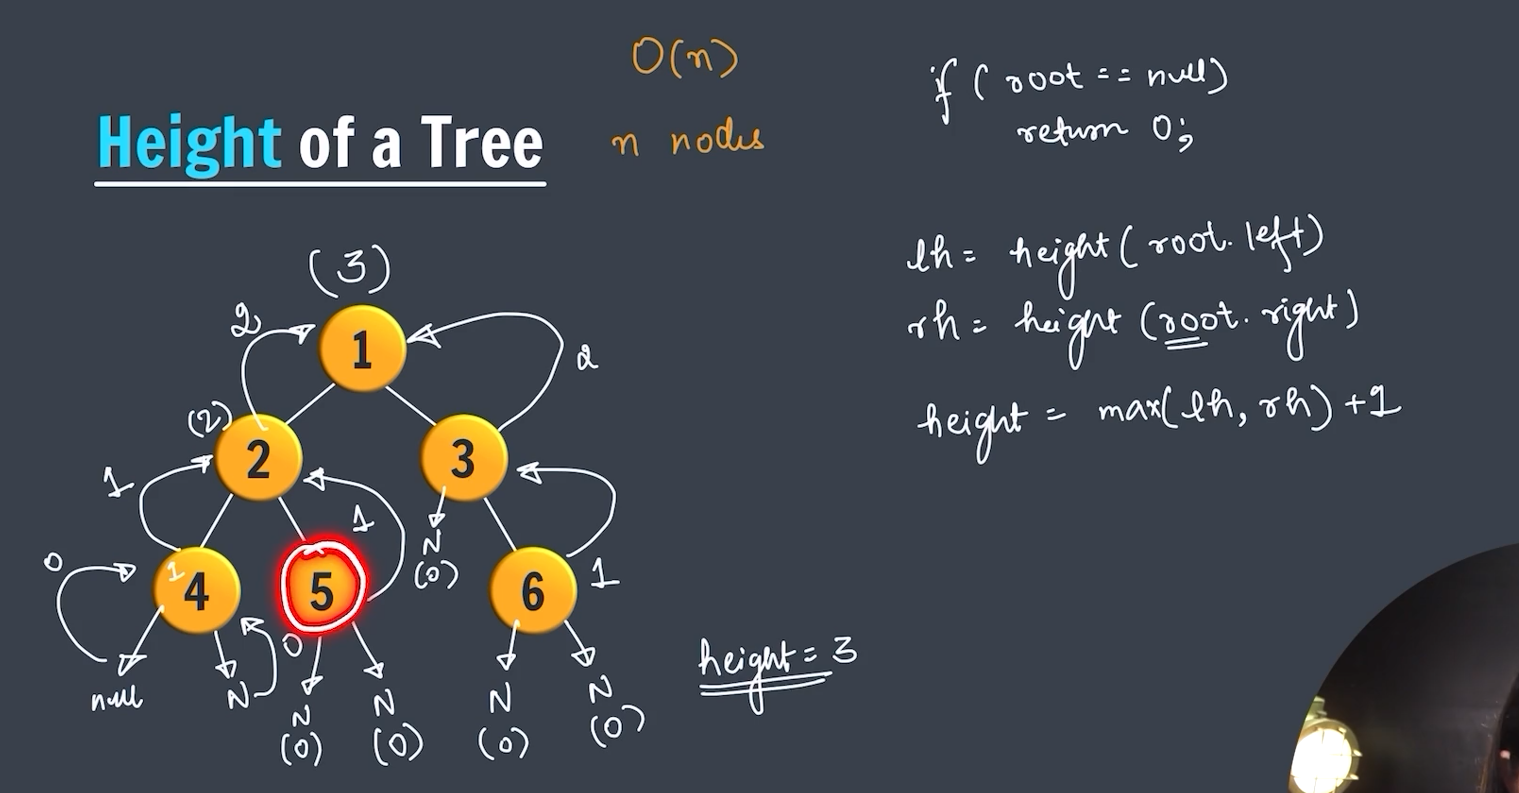 O(n)
n nodes
Height of a Tree
if ( root == null)
return 0;
lh = height( root. left)
rh = height (root. right)
height = max( lh, rh) +1
(3)
2
1
2
(2)
2
3
1
1
0
1
4
5
6
1
N
(0)
0
null
N
N
(0)
N
(0)
N
(0)
N
(0)
height = 3